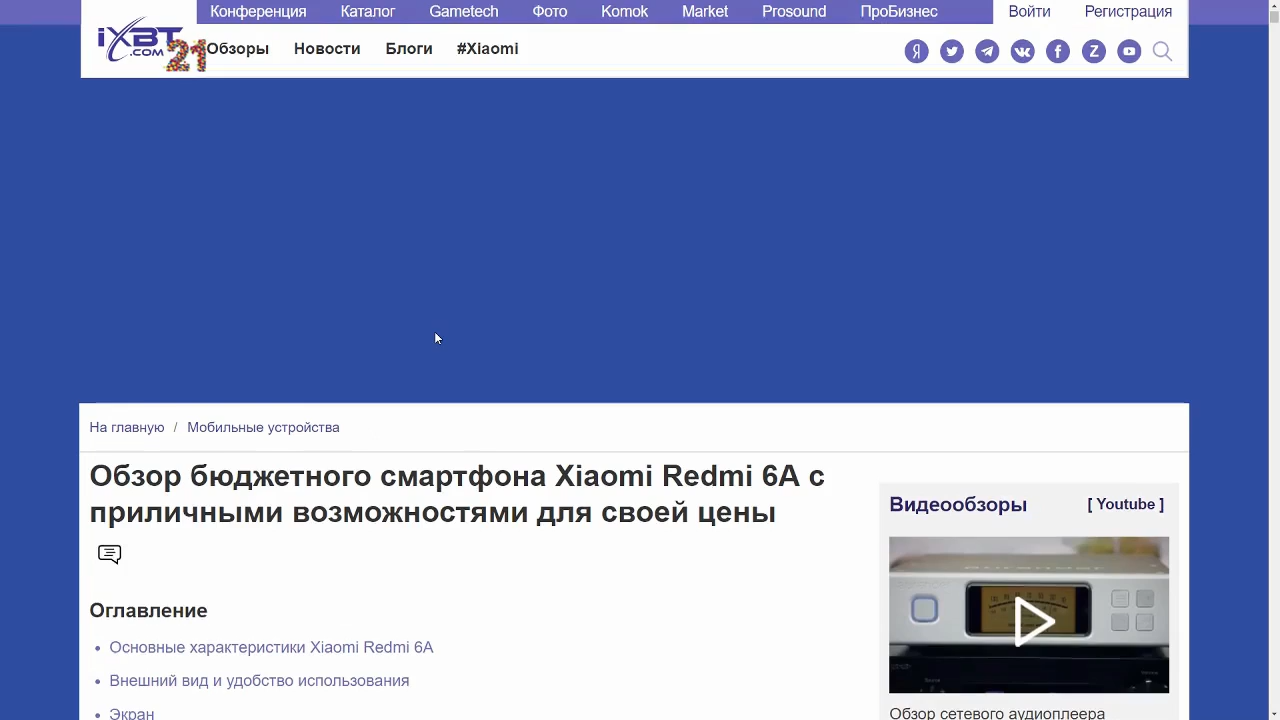 Конференция Каталог Gametech Фото Komok Market Prosound ПроБизнес Войти Регистрация
iXBT.COM 21
Обзоры Новости Блоги #Xiaomi
На главную / Мобильные устройства
Обзор бюджетного смартфона Xiaomi Redmi 6A с
приличными возможностями для своей цены
Видеообзоры [ Youtube ]
Оглавление
Основные характеристики Xiaomi Redmi 6A
Внешний вид и удобство использования
Экран
Обзор сетевого аудиоплеера